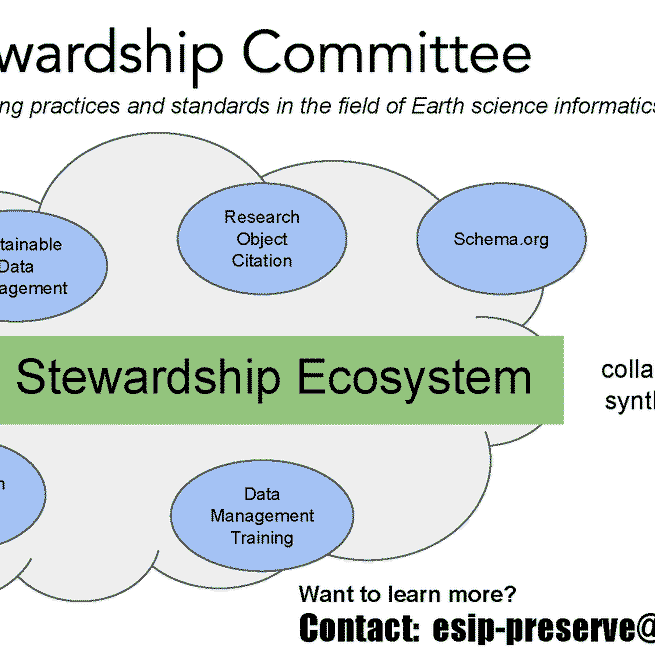 wardship Committee
ng practices and standards in the field of Earth science informatics
Research
Object
Citation
Schema.org
tainable
Data
agement
Stewardship Ecosystem
colla
synt
n
Data
Management
Training
Want to learn more?
Contact: esip-preserve@